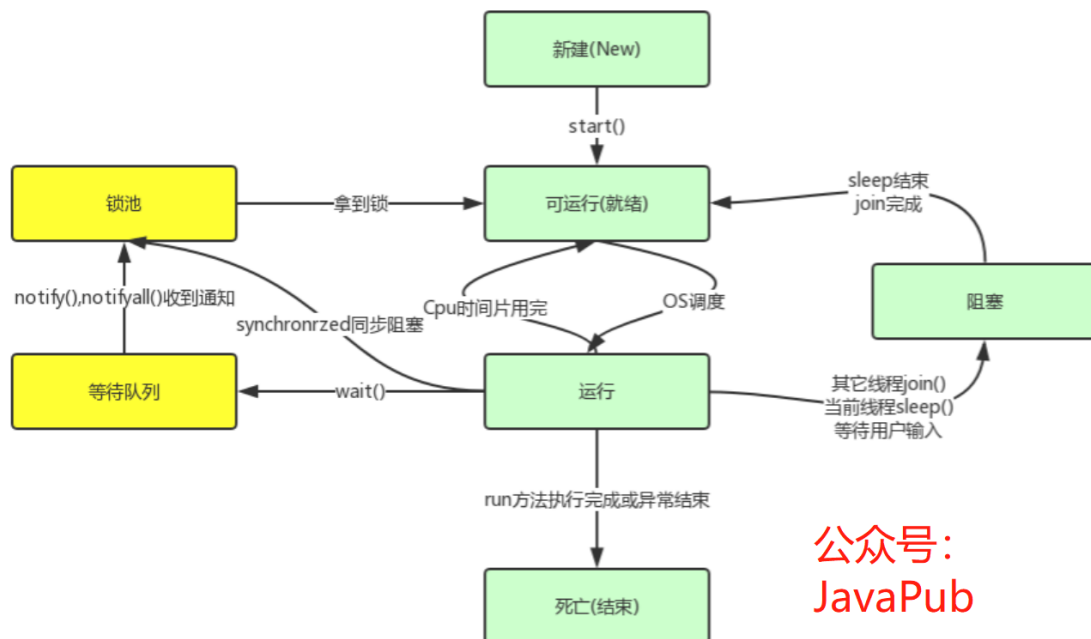 新建(New)
start()
锁池
拿到锁
可运行(就绪)
sleep结束
join完成
notify(),notifyall()收到通知
synchronrzed同步阻塞
Cpu时间片用完
OS调度
阻塞
等待队列
wait()
运行
其它线程join()
当前线程sleep()
等待用户输入
run方法执行完成或异常结束
死亡(结束)
公众号：
JavaPub